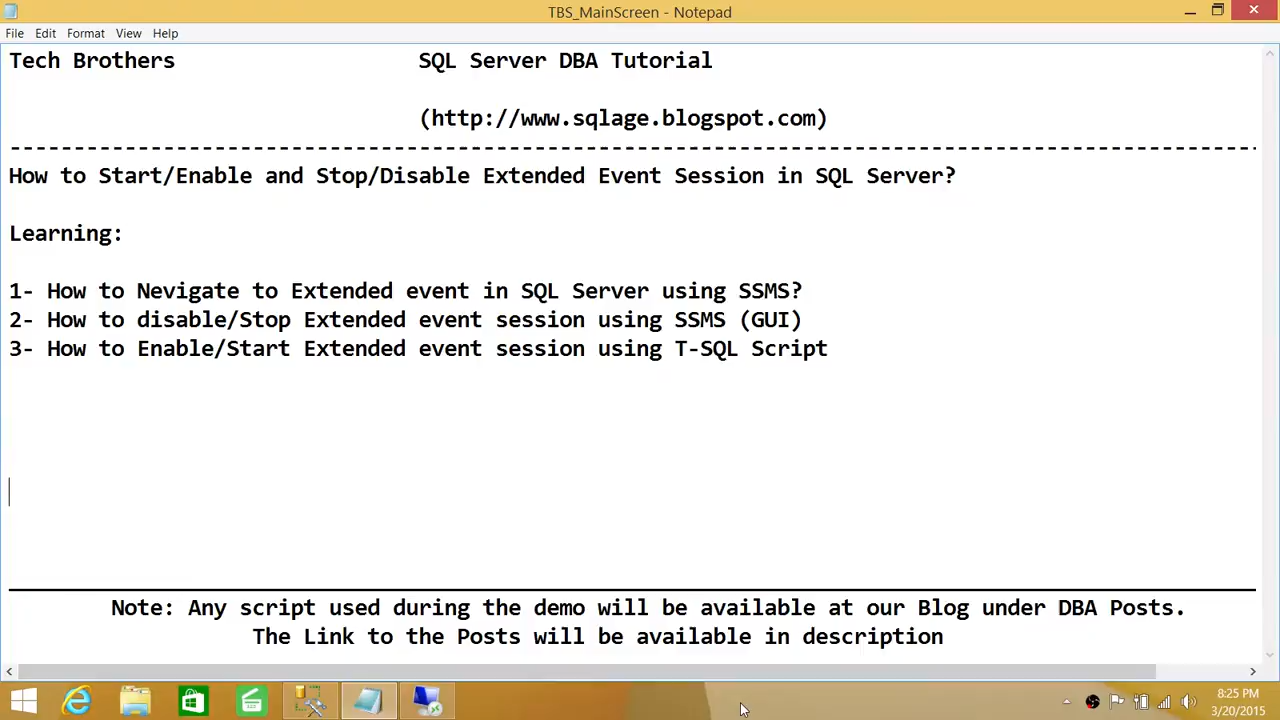 TBS_MainScreen - Notepad
File Edit Format View Help
Tech Brothers SQL Server DBA Tutorial
(http://www.sqlage.blogspot.com)
--------------------------------------------------------------------------------------------------
How to Start/Enable and Stop/Disable Extended Event Session in SQL Server?
Learning:
1- How to Nevigate to Extended event in SQL Server using SSMS?
2- How to disable/Stop Extended event session using SSMS (GUI)
3- How to Enable/Start Extended event session using T-SQL Script
Note: Any script used during the demo will be available at our Blog under DBA Posts.
The Link to the Posts will be available in description
8:25 PM
3/20/2015